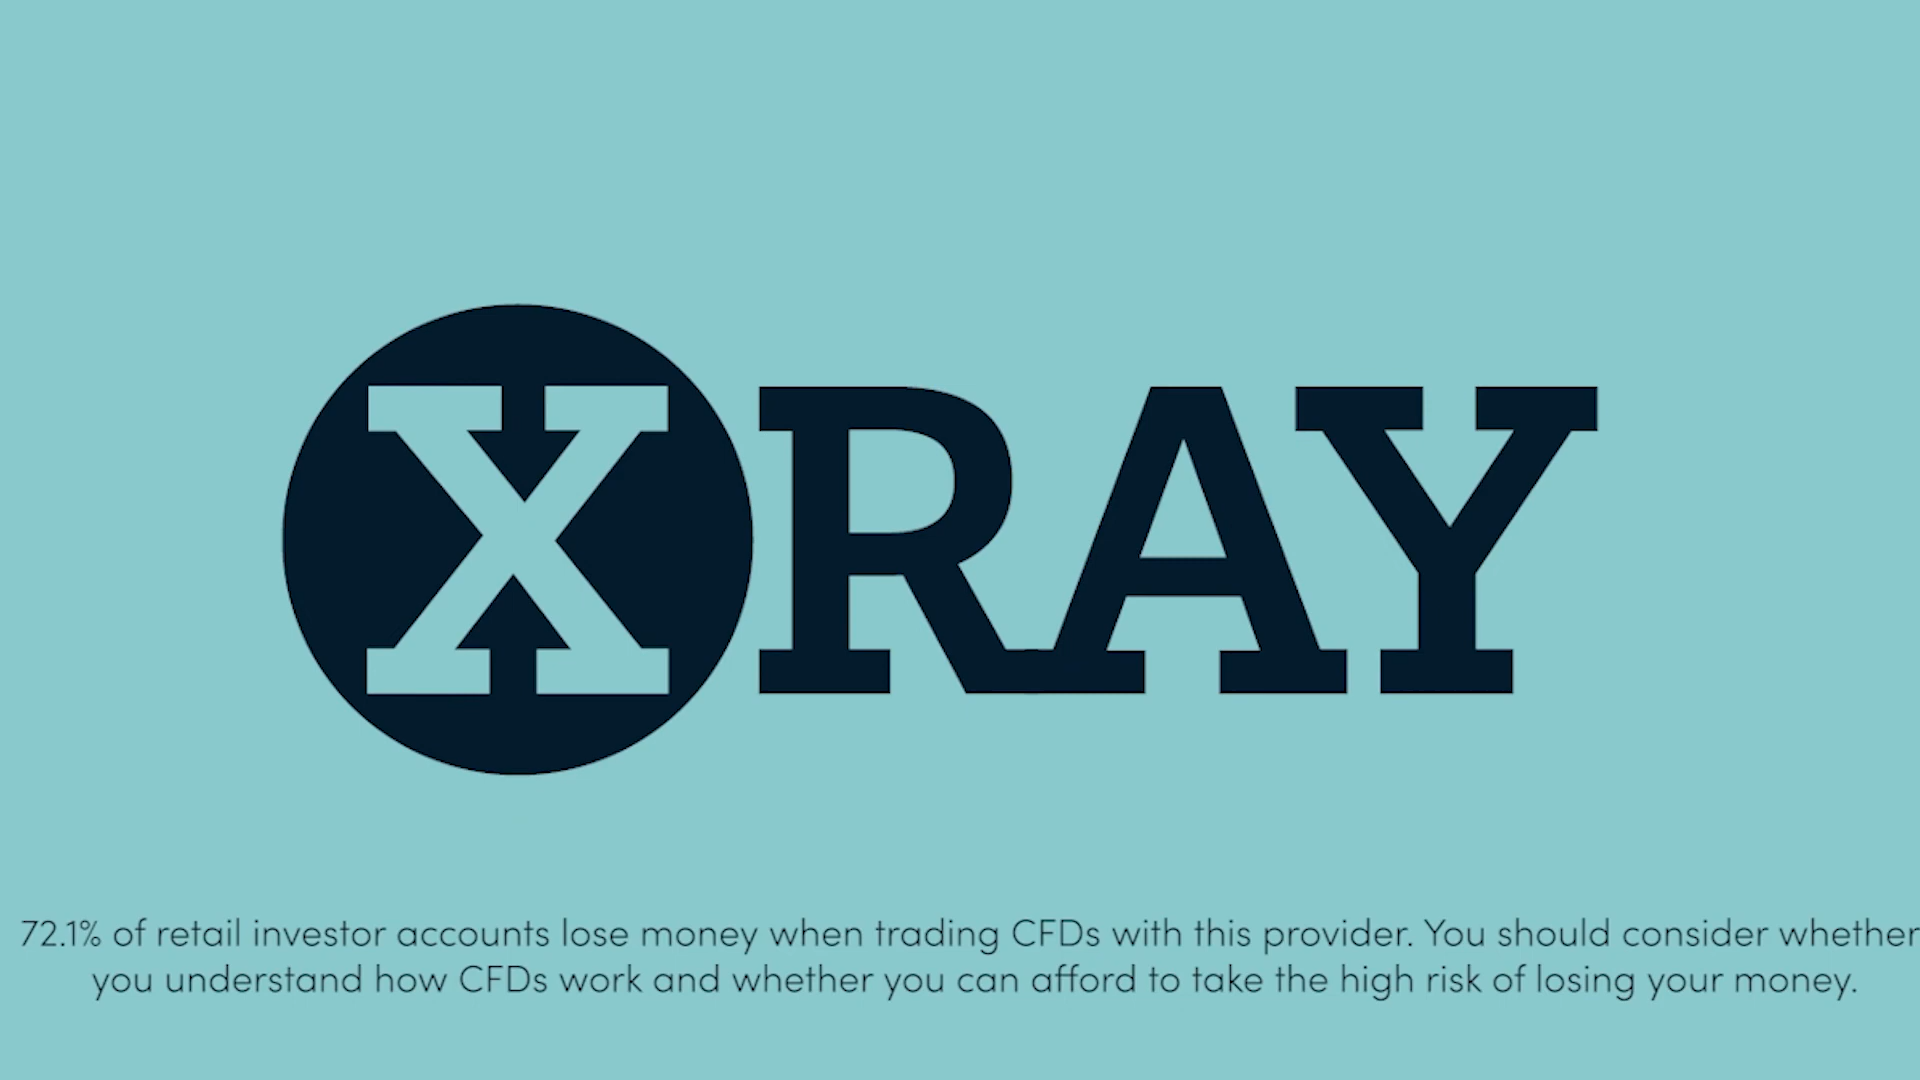 XRAY
72.1% of retail investor accounts lose money when trading CFDs with this provider. You should consider whether
you understand how CFDs work and whether you can afford to take the high risk of losing your money.